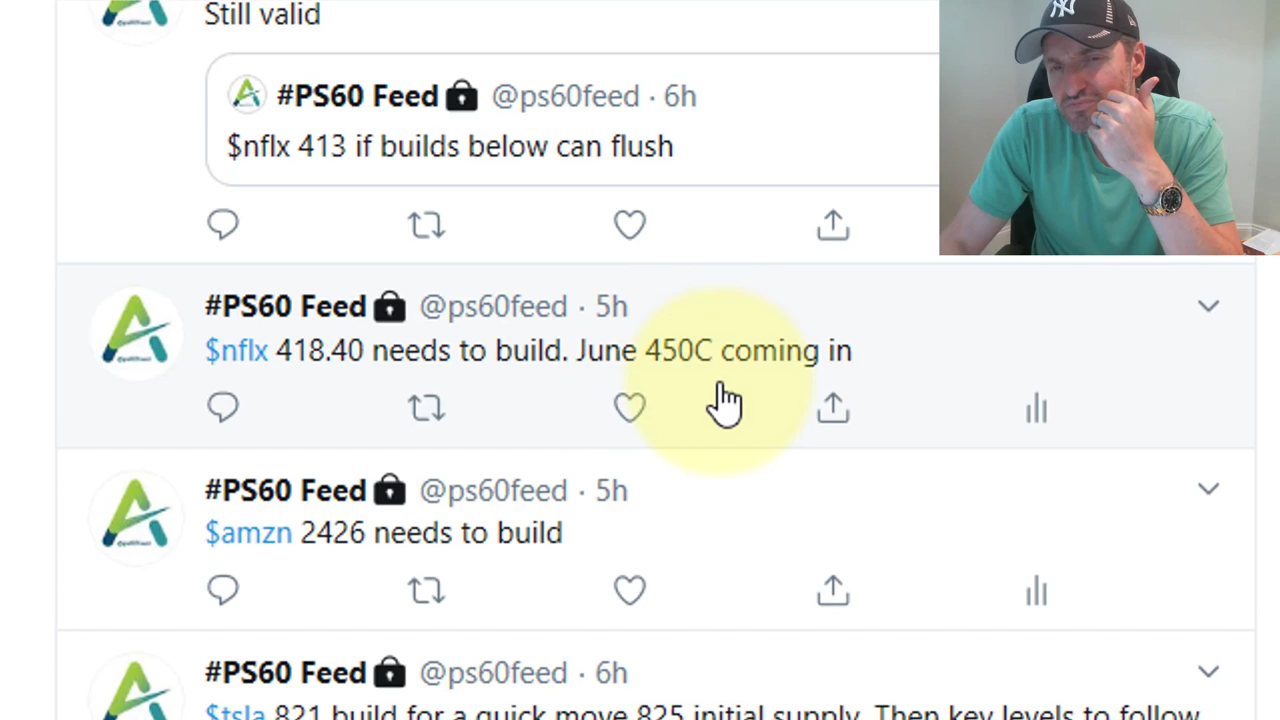 Still valid
#PS60 Feed @ps60feed · 6h
$nflx 413 if builds below can flush
#PS60 Feed @ps60feed · 5h
$nflx 418.40 needs to build. June 450C coming in
#PS60 Feed @ps60feed · 5h
$amzn 2426 needs to build
#PS60 Feed @ps60feed · 6h
$tsla 821 build for a quick move 825 initial supply. Then key levels to follow